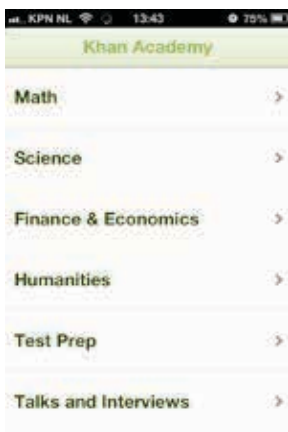 KPN NL 13:43 75%
Khan Academy
Math
Science
Finance & Economics
Humanities
Test Prep
Talks and Interviews